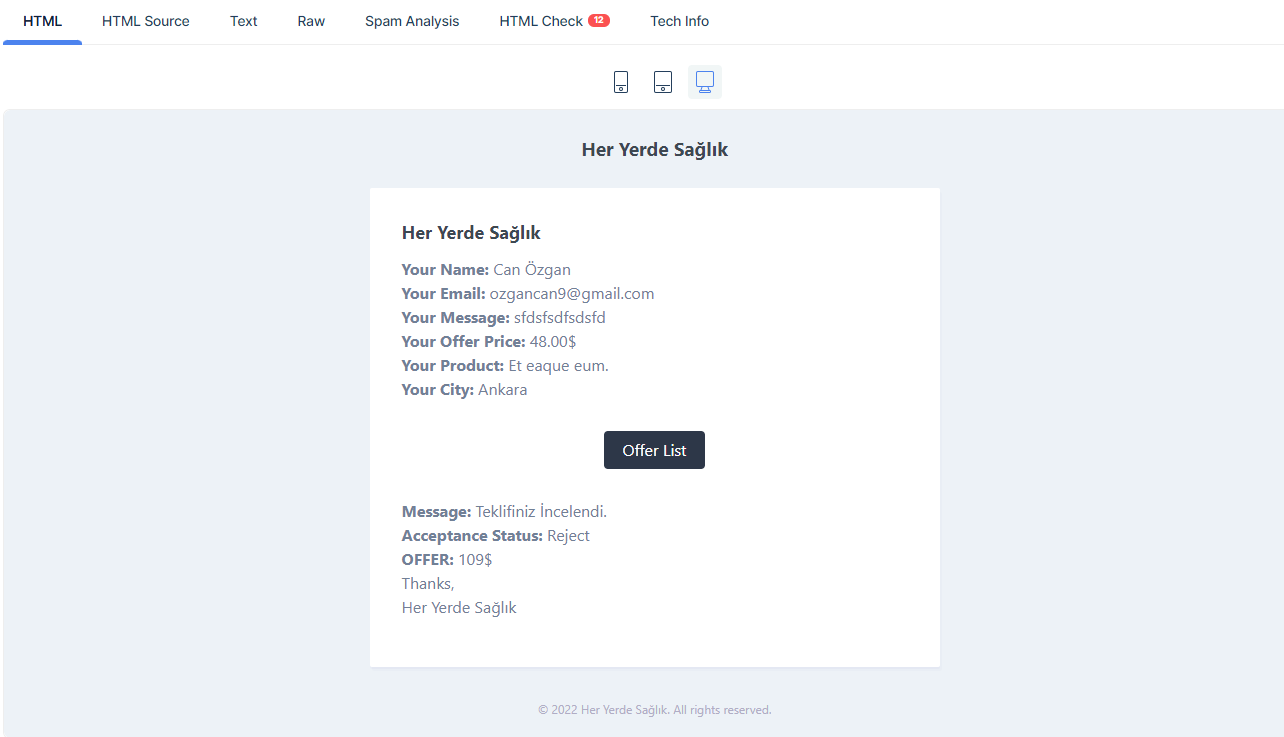 HTML HTML Source Text Raw Spam Analysis HTML Check 12 Tech Info
Her Yerde Sağlık
Her Yerde Sağlık
Your Name: Can Özgan
Your Email: ozgancan9@gmail.com
Your Message: sfdsfsdfsdsfd
Your Offer Price: 48.00$
Your Product: Et eaque eum.
Your City: Ankara
Offer List
Message: Teklifiniz İncelendi.
Acceptance Status: Reject
OFFER: 109$
Thanks,
Her Yerde Sağlık
© 2022 Her Yerde Sağlık. All rights reserved.